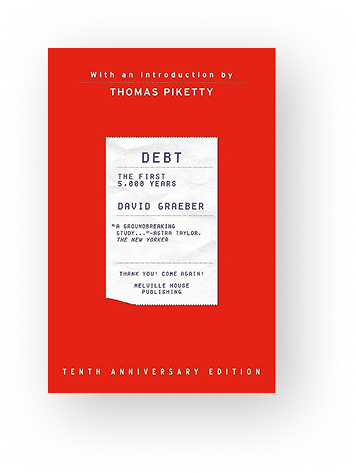 With an Introduction by
THOMAS PIKETTY
DEBT
THE FIRST
5,000 YEARS
DAVID GRAEBER
"A GROUNDBREAKING
STUDY..."–ASTRA TAYLOR,
THE NEW YORKER
THANK YOU! COME AGAIN!
MELVILLE HOUSE
PUBLISHING
TENTH ANNIVERSARY EDITION